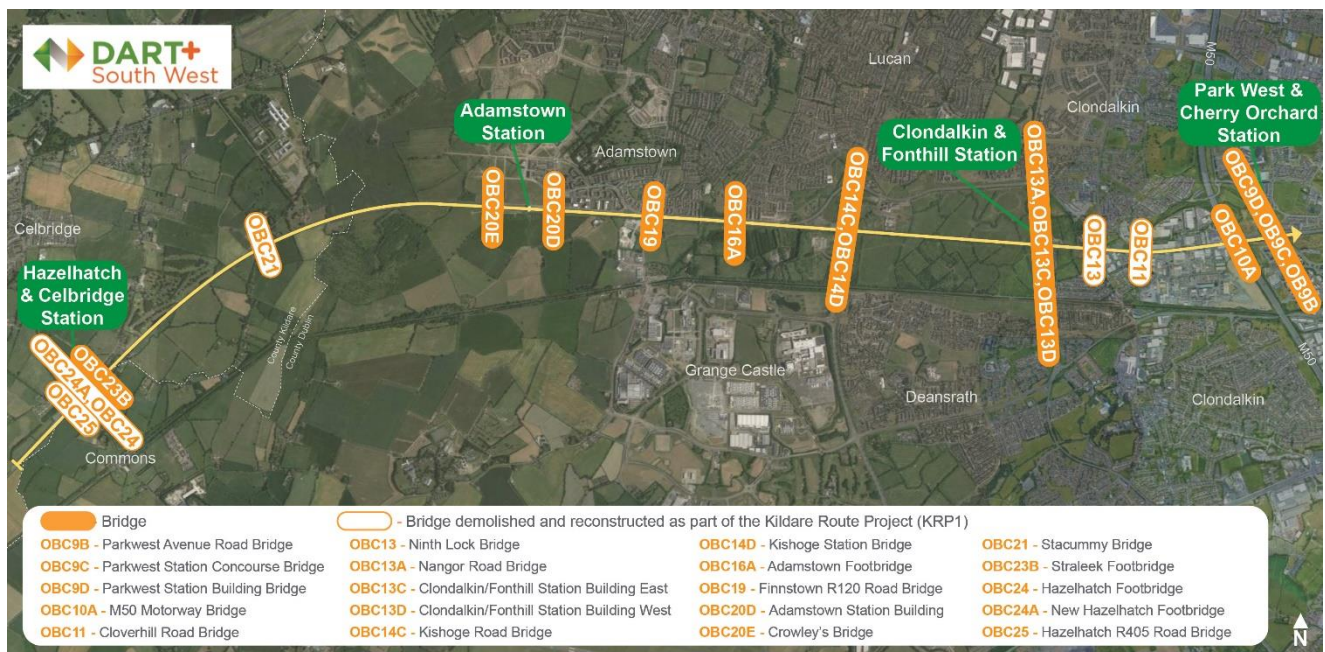 DART+
South West
Lucan
M50
Clondalkin
Park West &
Cherry Orchard
Station
Adamstown
Station
Clondalkin &
Fonthill Station
Adamstown
OBC20E
OBC20D
OBC19
OBC16A
OBC14C,OBC14D
OBC13A,OBC13C,OBC13D
OBC13
OBC11
OBC10A
OBC9D,OB9C,OB9B
OBC21
Celbridge
Hazelhatch
& Celbridge
Station
County Kildare
County Dublin
OBC23B
OBC24A,OBC24
OBC25
Commons
Grange Castle
Deansrath
Clondalkin
M50
Bridge
- Bridge demolished and reconstructed as part of the Kildare Route Project (KRP1)
OBC9B - Parkwest Avenue Road Bridge
OBC9C - Parkwest Station Concourse Bridge
OBC9D - Parkwest Station Building Bridge
OBC10A - M50 Motorway Bridge
OBC11 - Cloverhill Road Bridge
OBC13 - Ninth Lock Bridge
OBC13A - Nangor Road Bridge
OBC13C - Clondalkin/Fonthill Station Building East
OBC13D - Clondalkin/Fonthill Station Building West
OBC14C - Kishoge Road Bridge
OBC14D - Kishoge Station Bridge
OBC16A - Adamstown Footbridge
OBC19 - Finnstown R120 Road Bridge
OBC20D - Adamstown Station Building
OBC20E - Crowley's Bridge
OBC21 - Stacummy Bridge
OBC23B - Straleek Footbridge
OBC24 - Hazelhatch Footbridge
OBC24A - New Hazelhatch Footbridge
OBC25 - Hazelhatch R405 Road Bridge
N